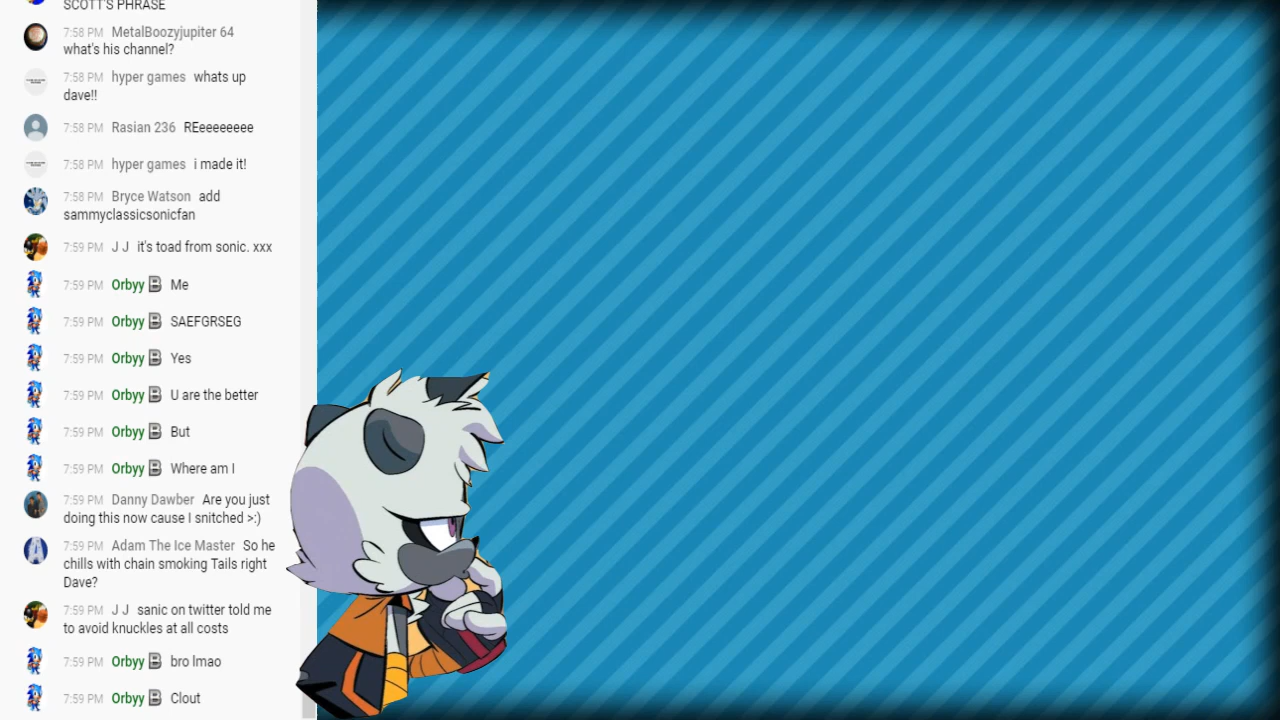 SCOTT'S PHRASE
7:58 PM MetalBoozyjupiter 64
what's his channel?
7:58 PM hyper games whats up
dave!!
7:58 PM Rasian 236 REeeeeeeee
7:58 PM hyper games i made it!
7:58 PM Bryce Watson add
sammyclassicsonicfan
7:59 PM J J it's toad from sonic. xxx
7:59 PM Orbyy B Me
7:59 PM Orbyy B SAEFGRSEG
7:59 PM Orbyy B Yes
7:59 PM Orbyy B U are the better
7:59 PM Orbyy B But
7:59 PM Orbyy B Where am I
7:59 PM Danny Dawber Are you just
doing this now cause I snitched >:)
7:59 PM Adam The Ice Master So he
chills with chain smoking Tails right
Dave?
7:59 PM J J sanic on twitter told me
to avoid knuckles at all costs
7:59 PM Orbyy B bro lmao
7:59 PM Orbyy B Clout